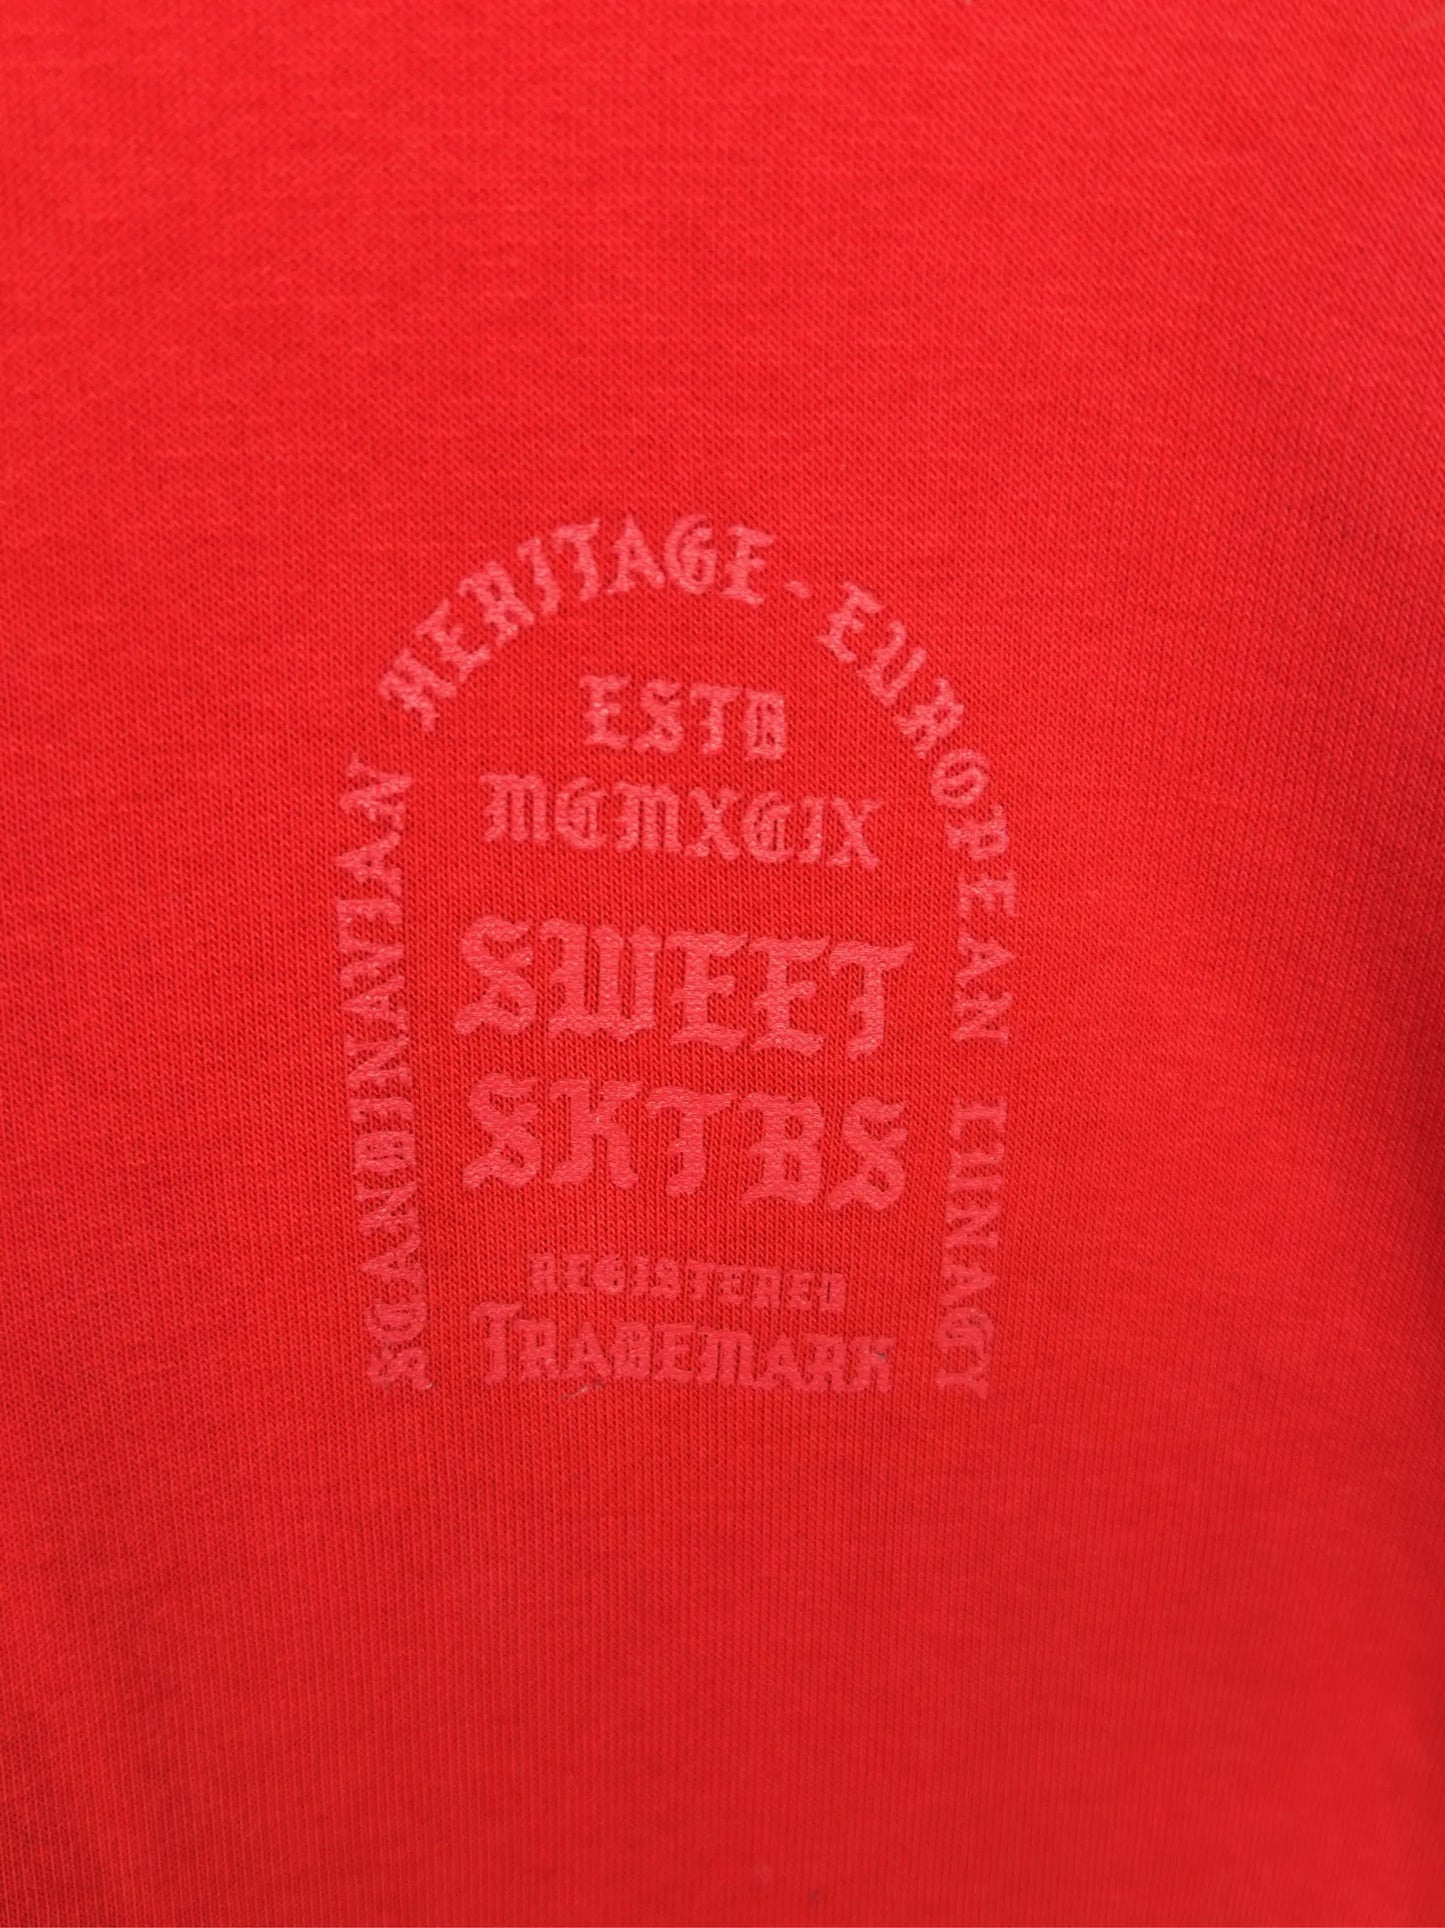 SCANDINAVIAN HERITAGE - EUROPEAN LUNACY
ESTD
MCMXCIX
SWEET
SKTBS
REGISTERED
TRADEMARK